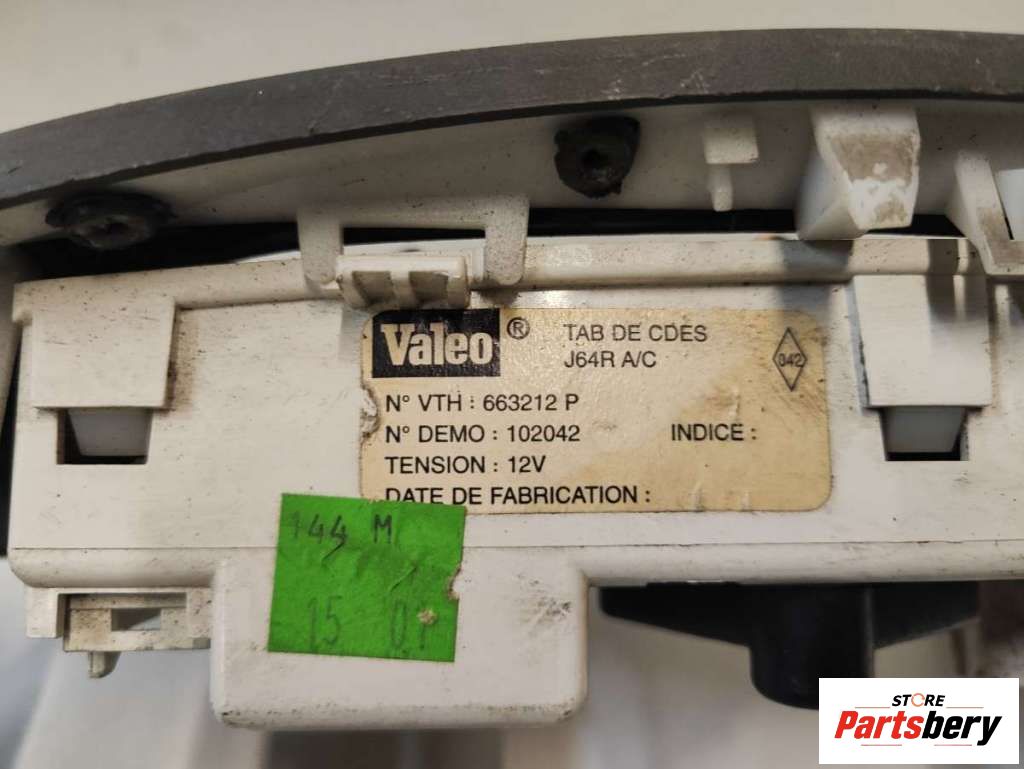 Valeo ® TAB DE CDES
J64R A/C
042
N° VTH : 663212 P
N° DEMO : 102042 INDICE :
TENSION : 12V
DATE DE FABRICATION :
144 M
15
STORE
Partsbery